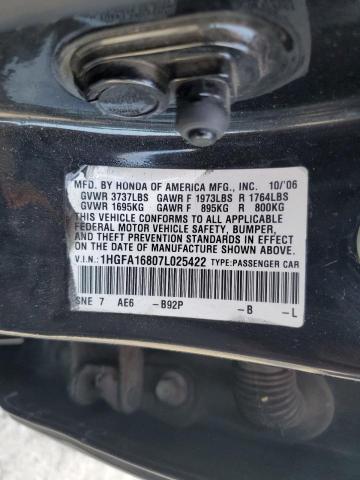 MFD. BY HONDA OF AMERICA MFG., INC. 10/'06
GVWR 3737LBS GAWR F 1973LBS R 1764LBS
GVWR 1695KG GAWR F 895KG R 800KG
THIS VEHICLE CONFORMS TO ALL APPLICABLE
FEDERAL MOTOR VEHICLE SAFETY, BUMPER,
AND THEFT PREVENTION STANDARDS IN EFFECT
ON THE DATE OF MANUFACTURE SHOWN ABOVE.
V.I.N.:1HGFA16807L025422 TYPE:PASSENGER CAR
SNE 7 AE6 -B92P -B -L